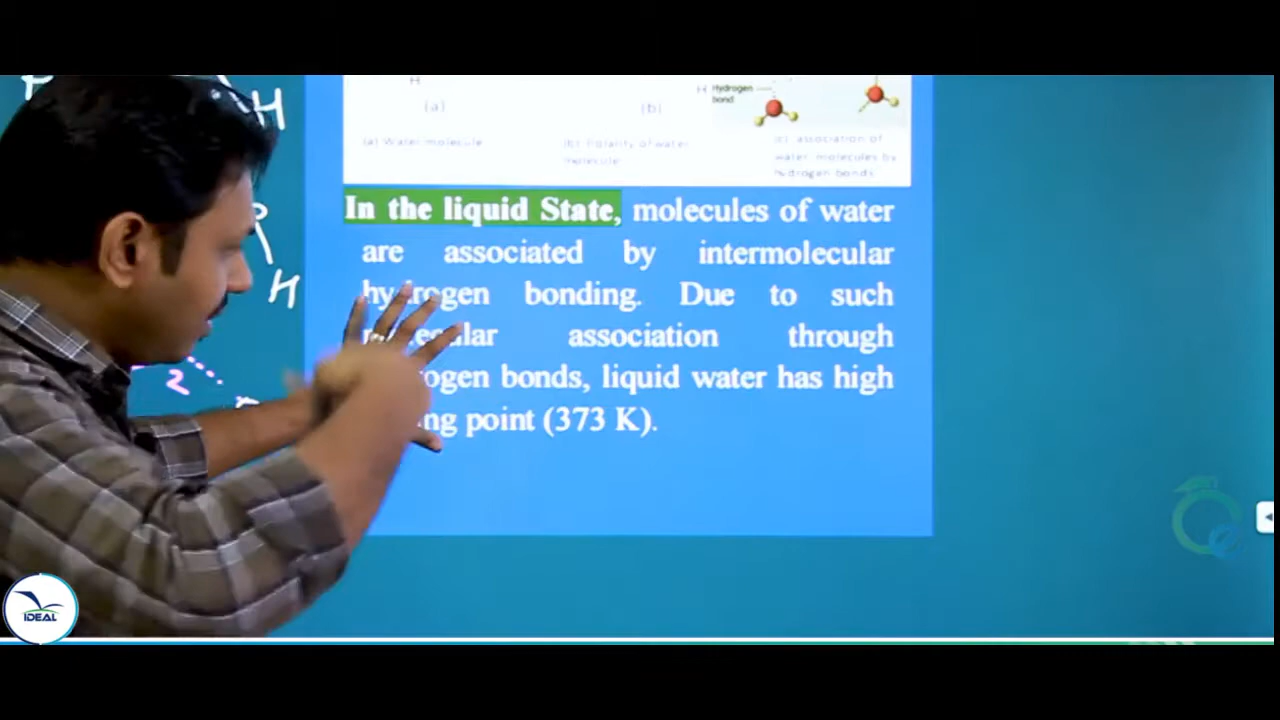 H
H Hydrogen
bond
(a)
(b)
(a) Water molecule
(b) Polarity of water
molecule
(c) association of
water molecules by
hydrogen bonds
In the liquid State, molecules of water
are associated by intermolecular
hydrogen bonding. Due to such
association through
bonds, liquid water has high
point (373 K).
H
H
2
IDEAL